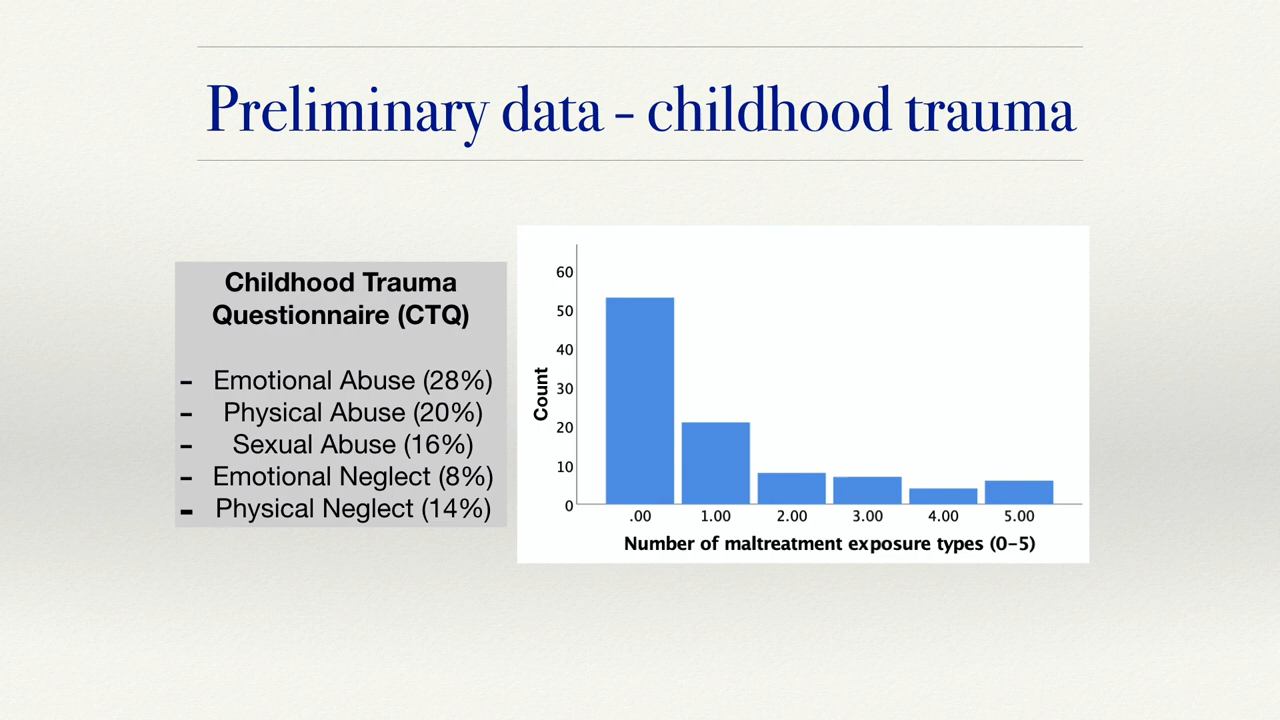 Preliminary data - childhood trauma
Childhood Trauma
Questionnaire (CTQ)
- Emotional Abuse (28%)
- Physical Abuse (20%)
- Sexual Abuse (16%)
- Emotional Neglect (8%)
- Physical Neglect (14%)
Count
60
50
40
30
20
10
0
.00 1.00 2.00 3.00 4.00 5.00
Number of maltreatment exposure types (0-5)